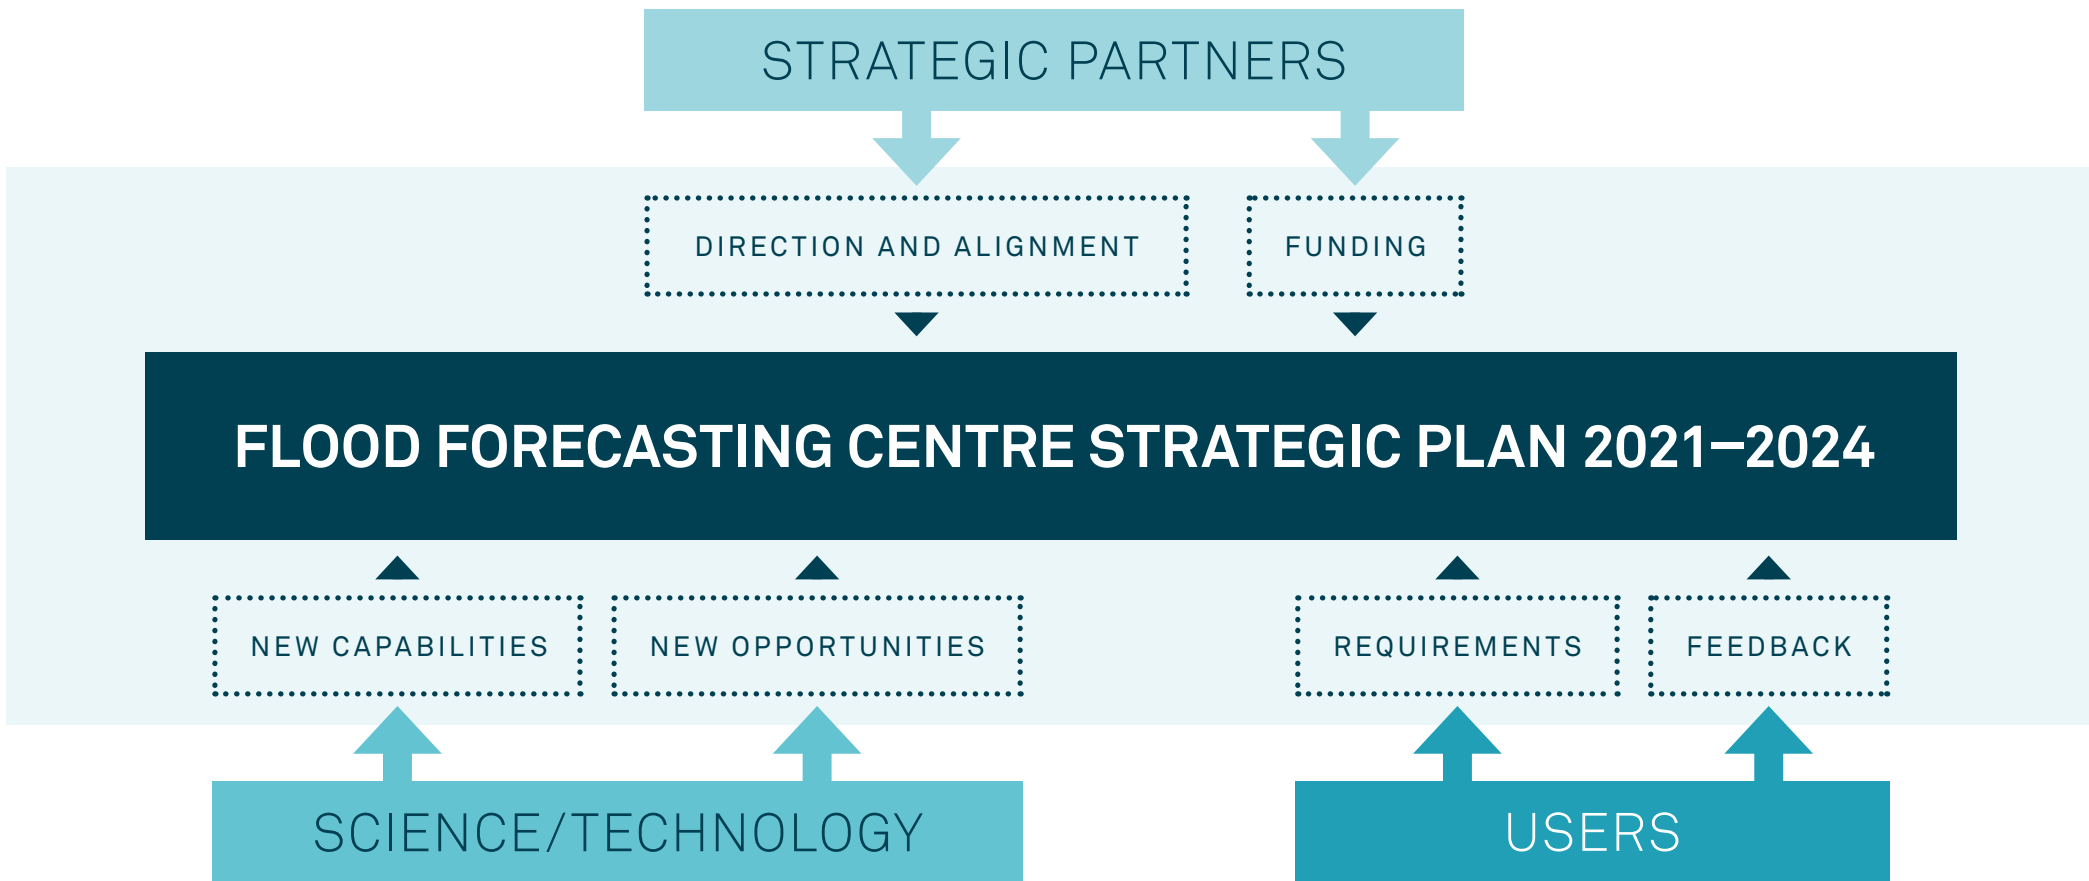 STRATEGIC PARTNERS
DIRECTION AND ALIGNMENT
FUNDING
FLOOD FORECASTING CENTRE STRATEGIC PLAN 2021–2024
NEW CAPABILITIES
NEW OPPORTUNITIES
REQUIREMENTS
FEEDBACK
SCIENCE/TECHNOLOGY
USERS